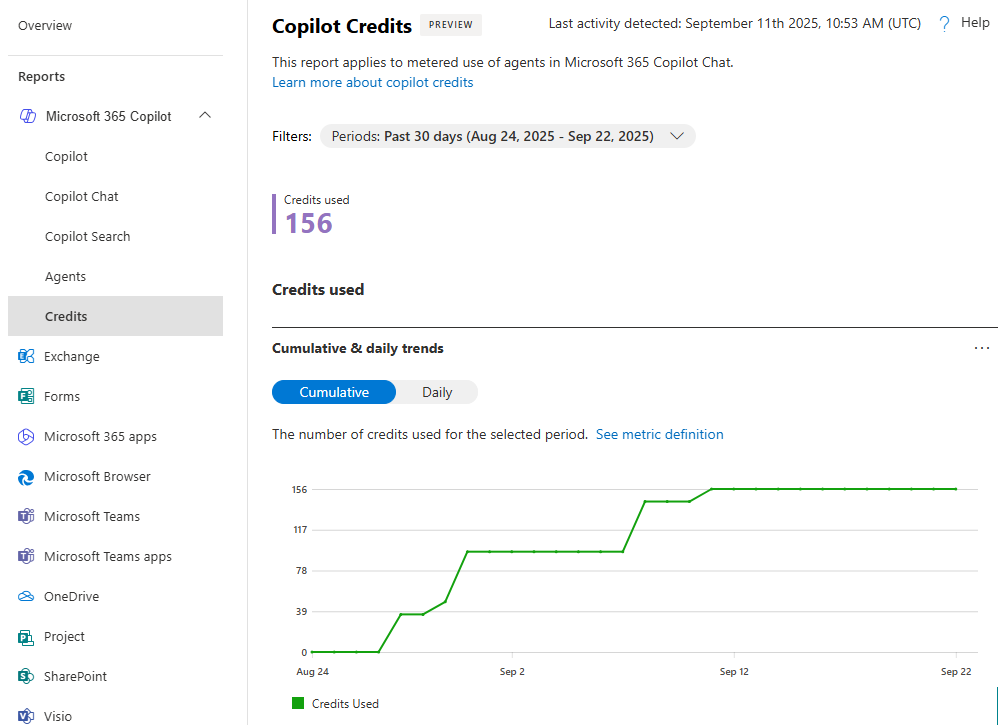 Overview
Reports
Microsoft 365 Copilot
Copilot
Copilot Chat
Copilot Search
Agents
Credits
Exchange
Forms
Microsoft 365 apps
Microsoft Browser
Microsoft Teams
Microsoft Teams apps
OneDrive
Project
SharePoint
Visio
Copilot Credits PREVIEW
Last activity detected: September 11th 2025, 10:53 AM (UTC) ? Help
This report applies to metered use of agents in Microsoft 365 Copilot Chat.
Learn more about copilot credits
Filters: Periods: Past 30 days (Aug 24, 2025 - Sep 22, 2025)
Credits used
156
Credits used
Cumulative & daily trends
Cumulative Daily
The number of credits used for the selected period. See metric definition
156
117
78
39
0
Aug 24 Sep 2 Sep 12 Sep 22
Credits Used